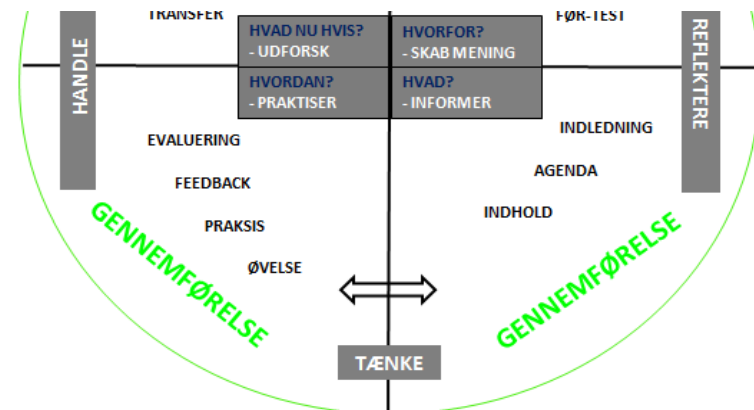 TRANSFER
FØR-TEST
HVAD NU HVIS?
- UDFORSK
HVORFOR?
- SKAB MENING
HANDLE
REFLEKTERE
HVORDAN?
- PRAKTISER
HVAD?
- INFORMER
EVALUERING
FEEDBACK
PRAKSIS
ØVELSE
INDLEDNING
AGENDA
INDHOLD
GENNEMFØRELSE
GENNEMFØRELSE
TÆNKE